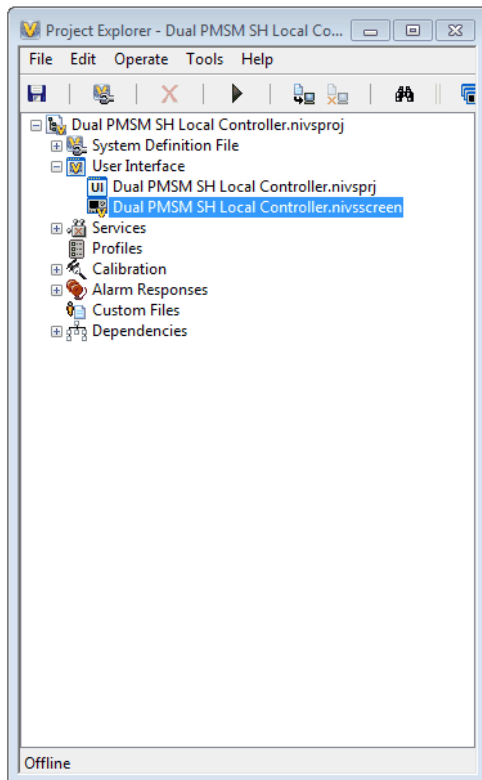 Project Explorer - Dual PMSM SH Local Co...
File Edit Operate Tools Help
Dual PMSM SH Local Controller.nivsproj
System Definition File
User Interface
UI Dual PMSM SH Local Controller.nivsprj
Dual PMSM SH Local Controller.nivsscreen
Services
Profiles
Calibration
Alarm Responses
Custom Files
Dependencies
Offline